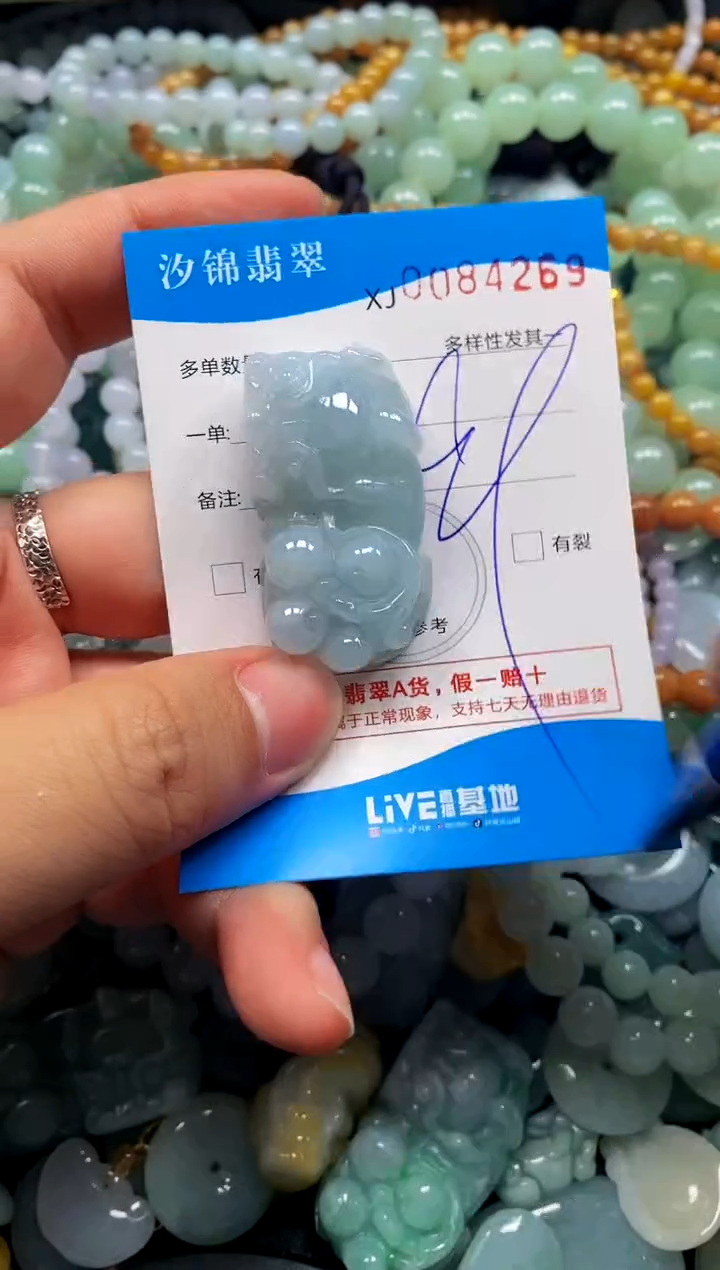 汐锦翡翠
XJ0084269
多单数
多样性发其一
一单:
备注:
有裂
参考
翡翠A货，假一赔十
属于正常现象，支持七天无理由退货
LiVE直播基地